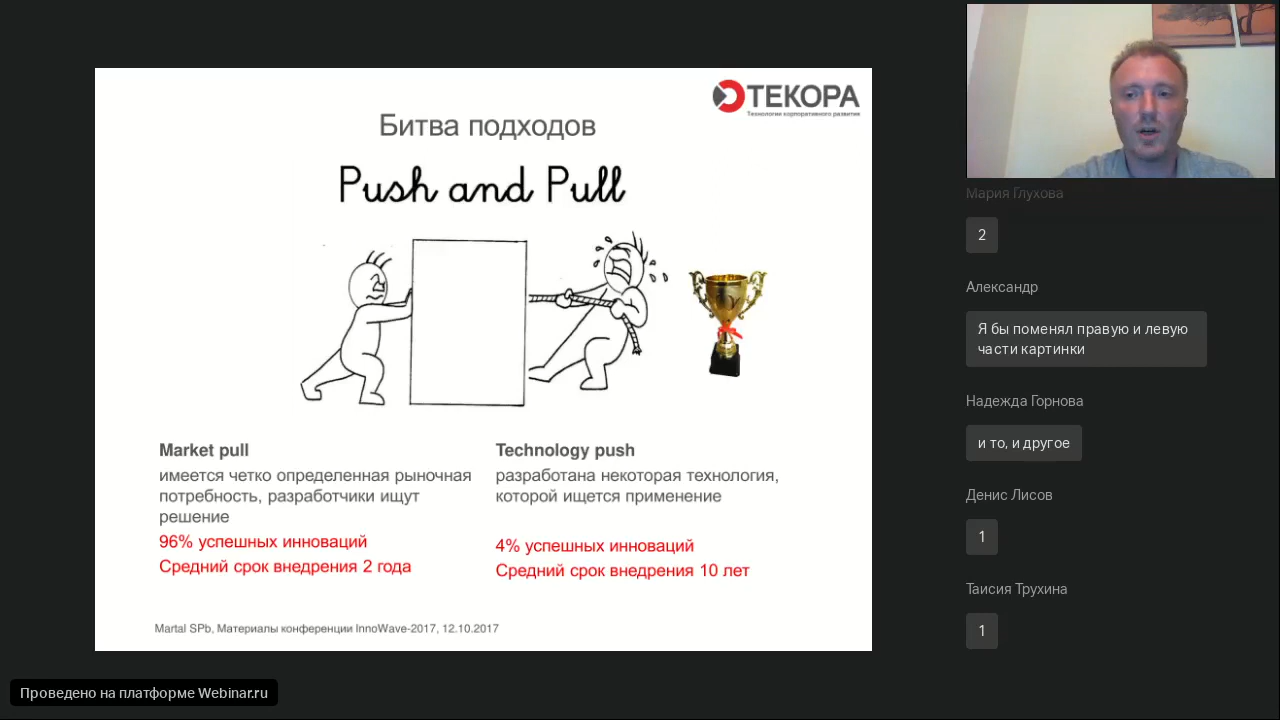 ТЕКОРА
Технологии корпоративного развития
Битва подходов
Push and Pull
Market pull
имеется четко определенная рыночная
потребность, разработчики ищут
решение
96% успешных инноваций
Средний срок внедрения 2 года
Technology push
разработана некоторая технология,
которой ищется применение
4% успешных инноваций
Средний срок внедрения 10 лет
Martal SPb, Материалы конференции InnoWave-2017, 12.10.2017
Проведено на платформе Webinar.ru
Мария Глухова
2
Александр
Я бы поменял правую и левую
части картинки
Надежда Горнова
и то, и другое
Денис Лисов
1
Таисия Трухина
1